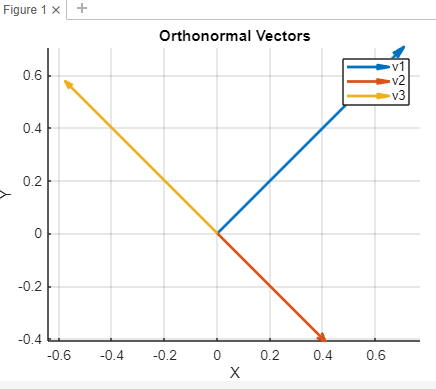 Figure 1 × +
Orthonormal Vectors
v1
v2
v3
0.6
0.4
0.2
0
-0.2
-0.4
Y
-0.6 -0.4 -0.2 0 0.2 0.4 0.6
X